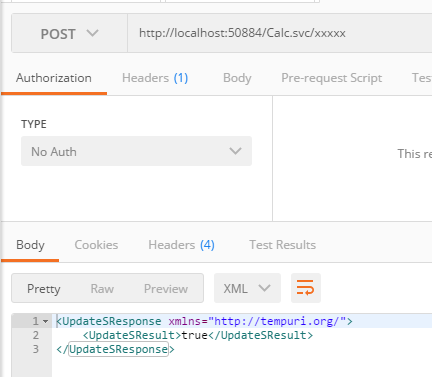 POST http://localhost:50884/Calc.svc/xxxxx
Authorization Headers (1) Body Pre-request Script
TYPE
No Auth
This re
Body Cookies Headers (4) Test Results
Pretty Raw Preview XML
1 <UpdateSResponse xmlns="http://tempuri.org/">
2 <UpdateSResult>true</UpdateSResult>
3 </UpdateSResponse>